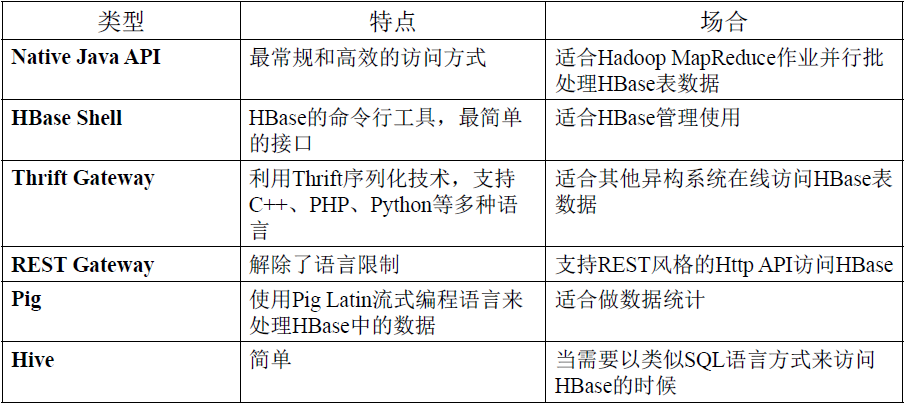 类型 特点 场合
Native Java API 最常规和高效的访问方式 适合Hadoop MapReduce作业并行批
处理HBase表数据
HBase Shell HBase的命令行工具，最简单 适合HBase管理使用
的接口
Thrift Gateway 利用Thrift序列化技术，支持 适合其他异构系统在线访问HBase表
C++、PHP、Python等多种语 数据
言
REST Gateway 解除了语言限制 支持REST风格的Http API访问HBase
Pig 使用Pig Latin流式编程语言来 适合做数据统计
处理HBase中的数据
Hive 简单 当需要以类似SQL语言方式来访问
HBase的时候